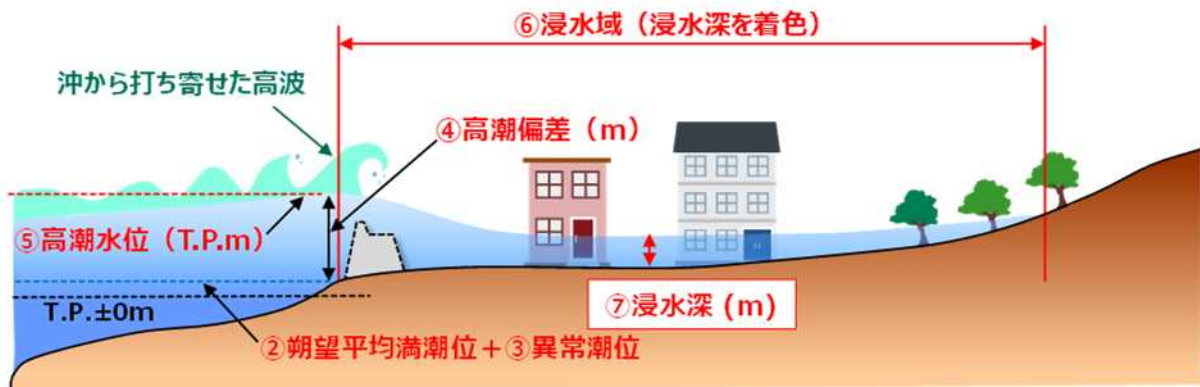 ⑥浸水域（浸水深を着色）
沖から打ち寄せた高波
④高潮偏差（m）
⑤高潮水位（T.P.m）
T.P.±0m
⑦浸水深 (m)
②朔望平均満潮位＋③異常潮位